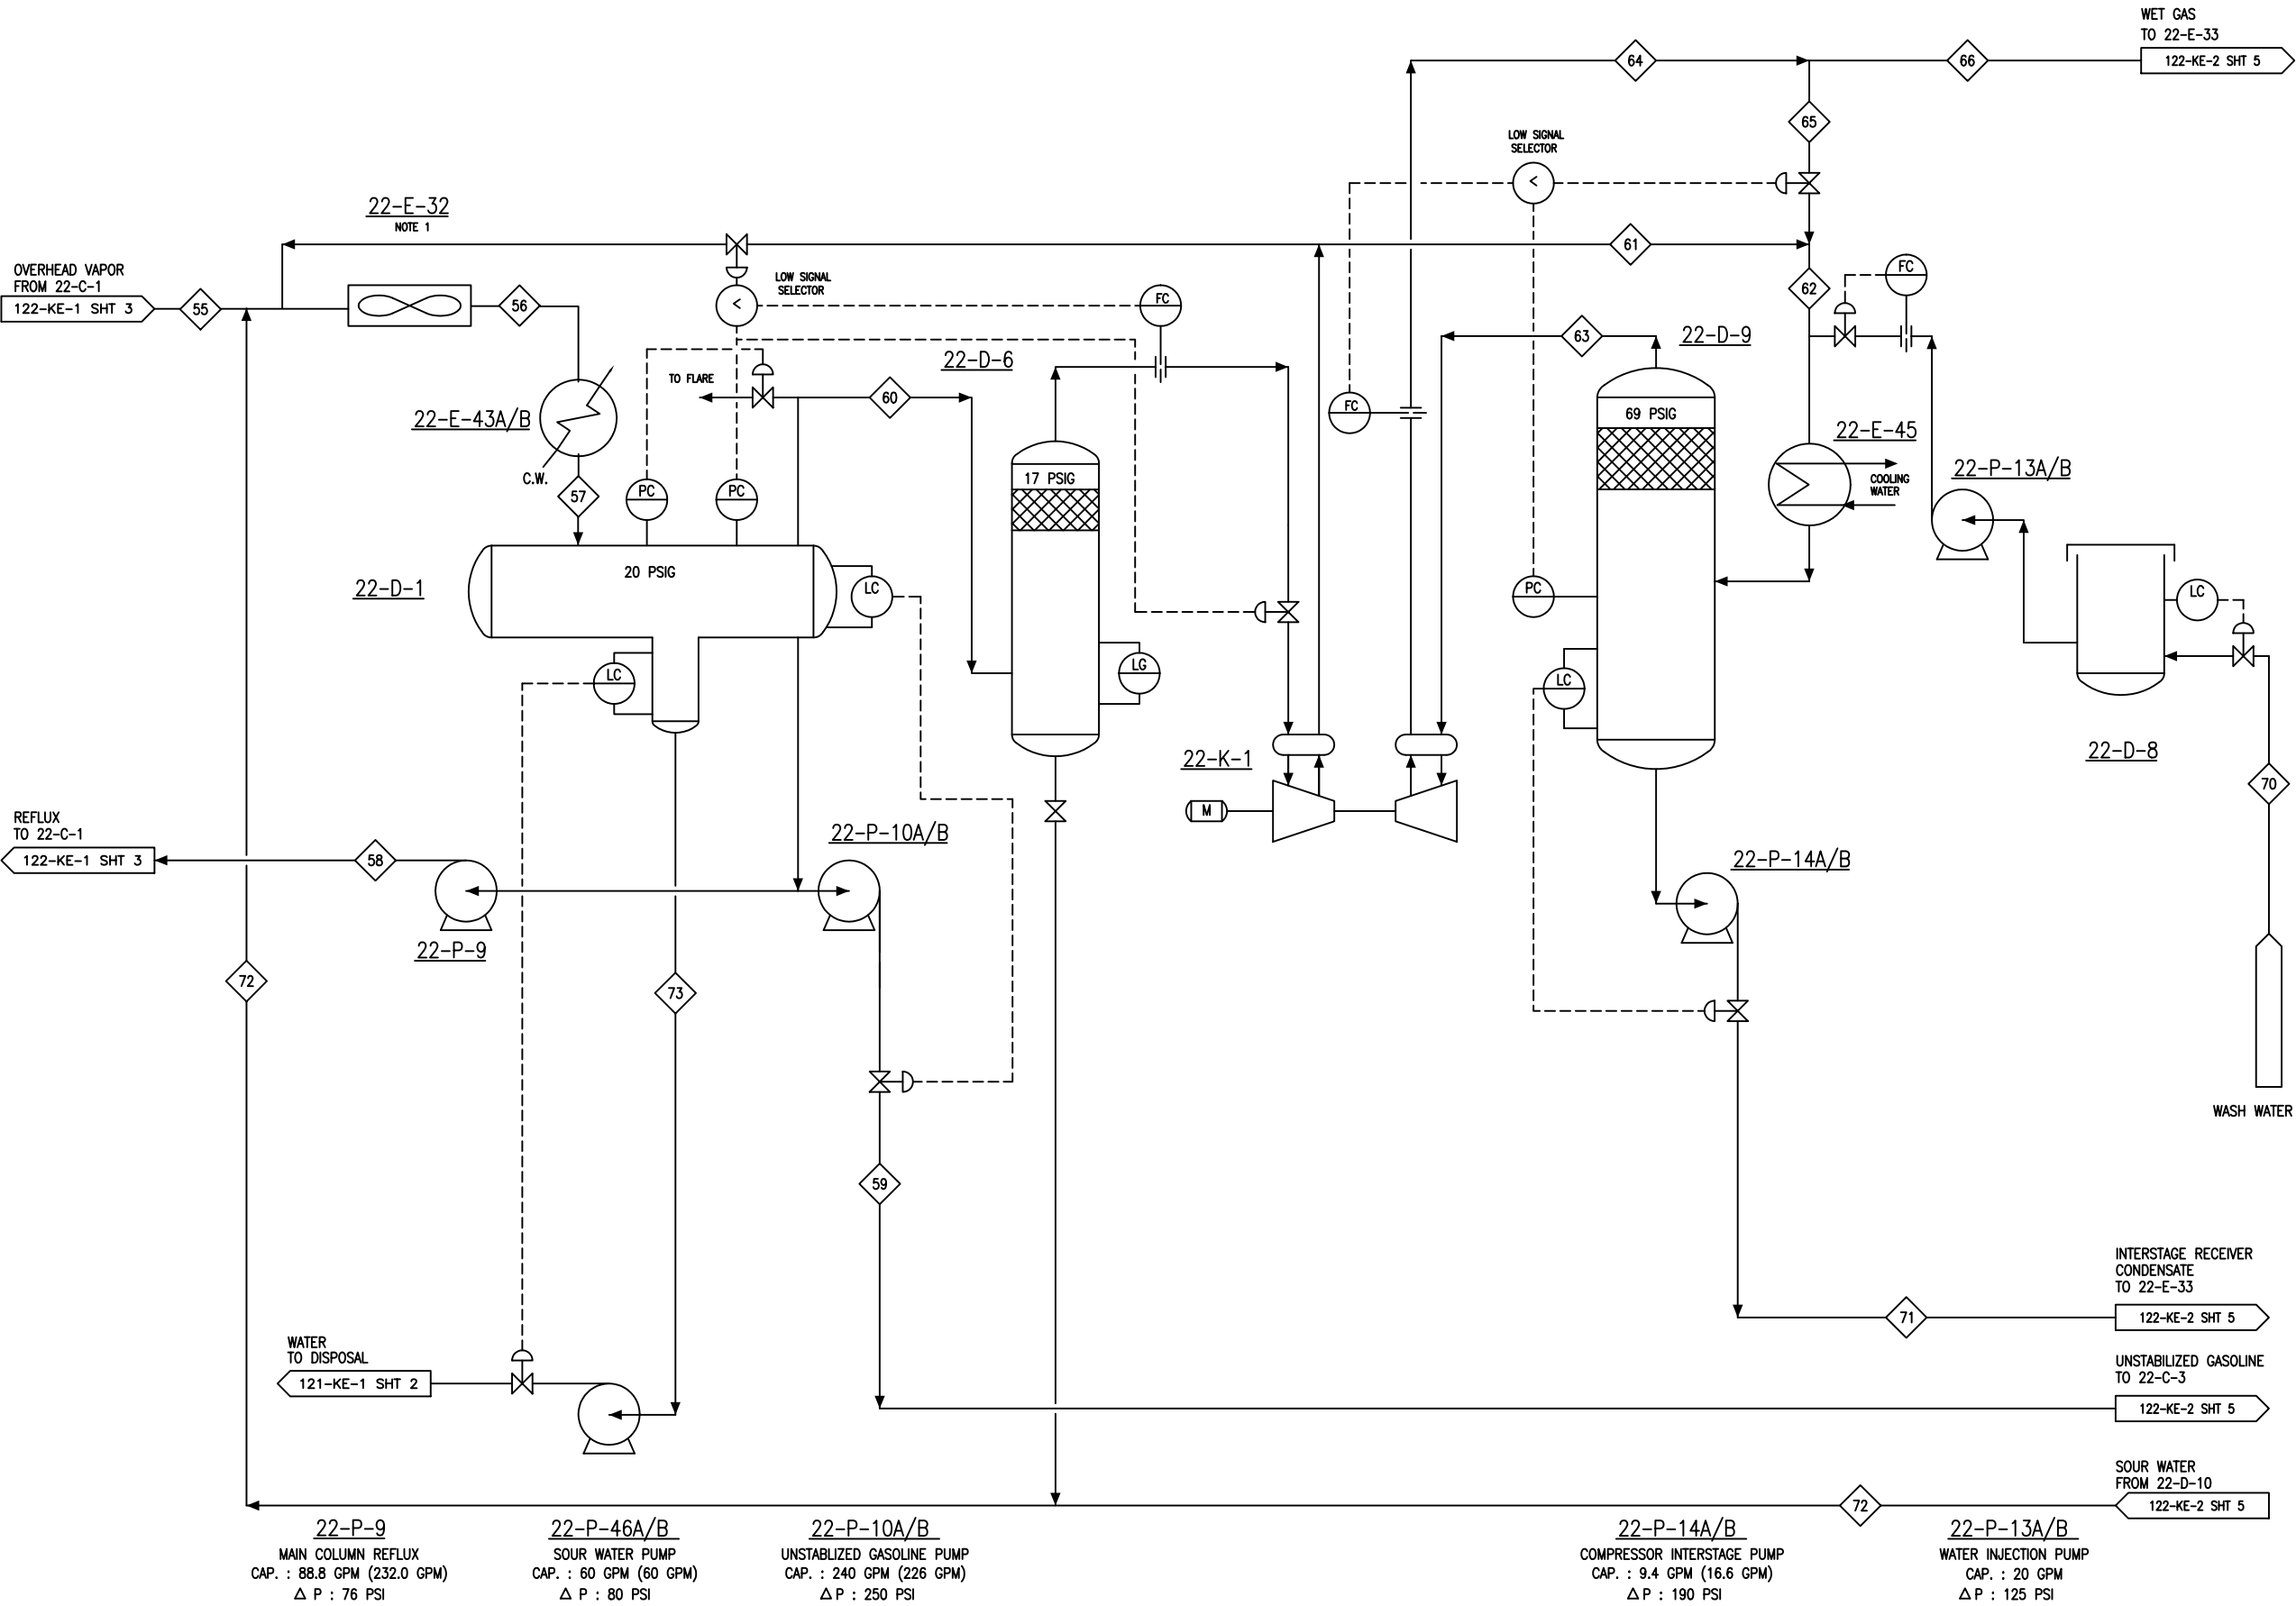 WET GAS
TO 22-E-33
122-KE-2 SHT 5
64
66
65
LOW SIGNAL
SELECTOR
<
22-E-32
NOTE 1
61
OVERHEAD VAPOR
FROM 22-C-1
122-KE-1 SHT 3
55
56
LOW SIGNAL
SELECTOR
<
FC
62
FC
63
22-D-9
22-D-6
TO FLARE
60
22-E-43A/B
C.W.
57
PC
PC
17 PSIG
FC
69 PSIG
22-E-45
COOLING
WATER
22-P-13A/B
22-D-1
20 PSIG
LC
LC
LG
PC
LC
LC
22-K-1
M
22-D-8
70
REFLUX
TO 22-C-1
122-KE-1 SHT 3
58
22-P-10A/B
22-P-14A/B
22-P-9
72
73
WASH WATER
59
INTERSTAGE RECEIVER
CONDENSATE
TO 22-E-33
122-KE-2 SHT 5
71
WATER
TO DISPOSAL
121-KE-1 SHT 2
UNSTABILIZED GASOLINE
TO 22-C-3
122-KE-2 SHT 5
SOUR WATER
FROM 22-D-10
122-KE-2 SHT 5
72
22-P-9
MAIN COLUMN REFLUX
CAP. : 88.8 GPM (232.0 GPM)
△ P : 76 PSI
22-P-46A/B
SOUR WATER PUMP
CAP. : 60 GPM (60 GPM)
△ P : 80 PSI
22-P-10A/B
UNSTABLIZED GASOLINE PUMP
CAP. : 240 GPM (226 GPM)
△ P : 250 PSI
22-P-14A/B
COMPRESSOR INTERSTAGE PUMP
CAP. : 9.4 GPM (16.6 GPM)
△ P : 190 PSI
22-P-13A/B
WATER INJECTION PUMP
CAP. : 20 GPM
△ P : 125 PSI